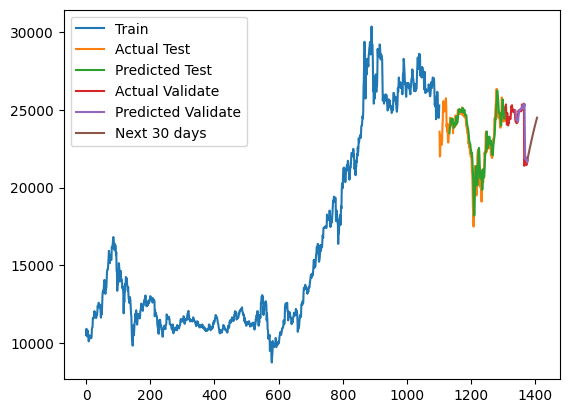 30000
25000
20000
15000
10000
Train
Actual Test
Predicted Test
Actual Validate
Predicted Validate
Next 30 days
0 200 400 600 800 1000 1200 1400